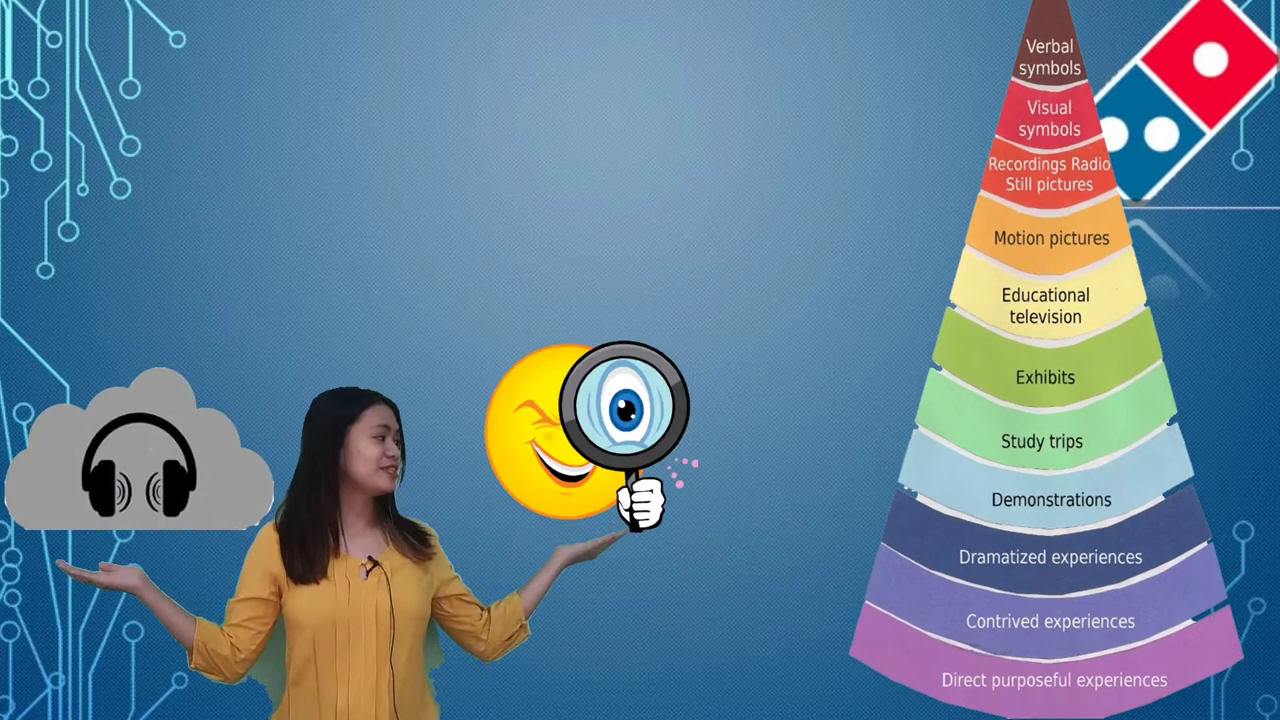 Verbal
symbols
Visual
symbols
Recordings Radio
Still pictures
Motion pictures
Educational
television
Exhibits
Study trips
Demonstrations
Dramatized experiences
Contrived experiences
Direct purposeful experiences